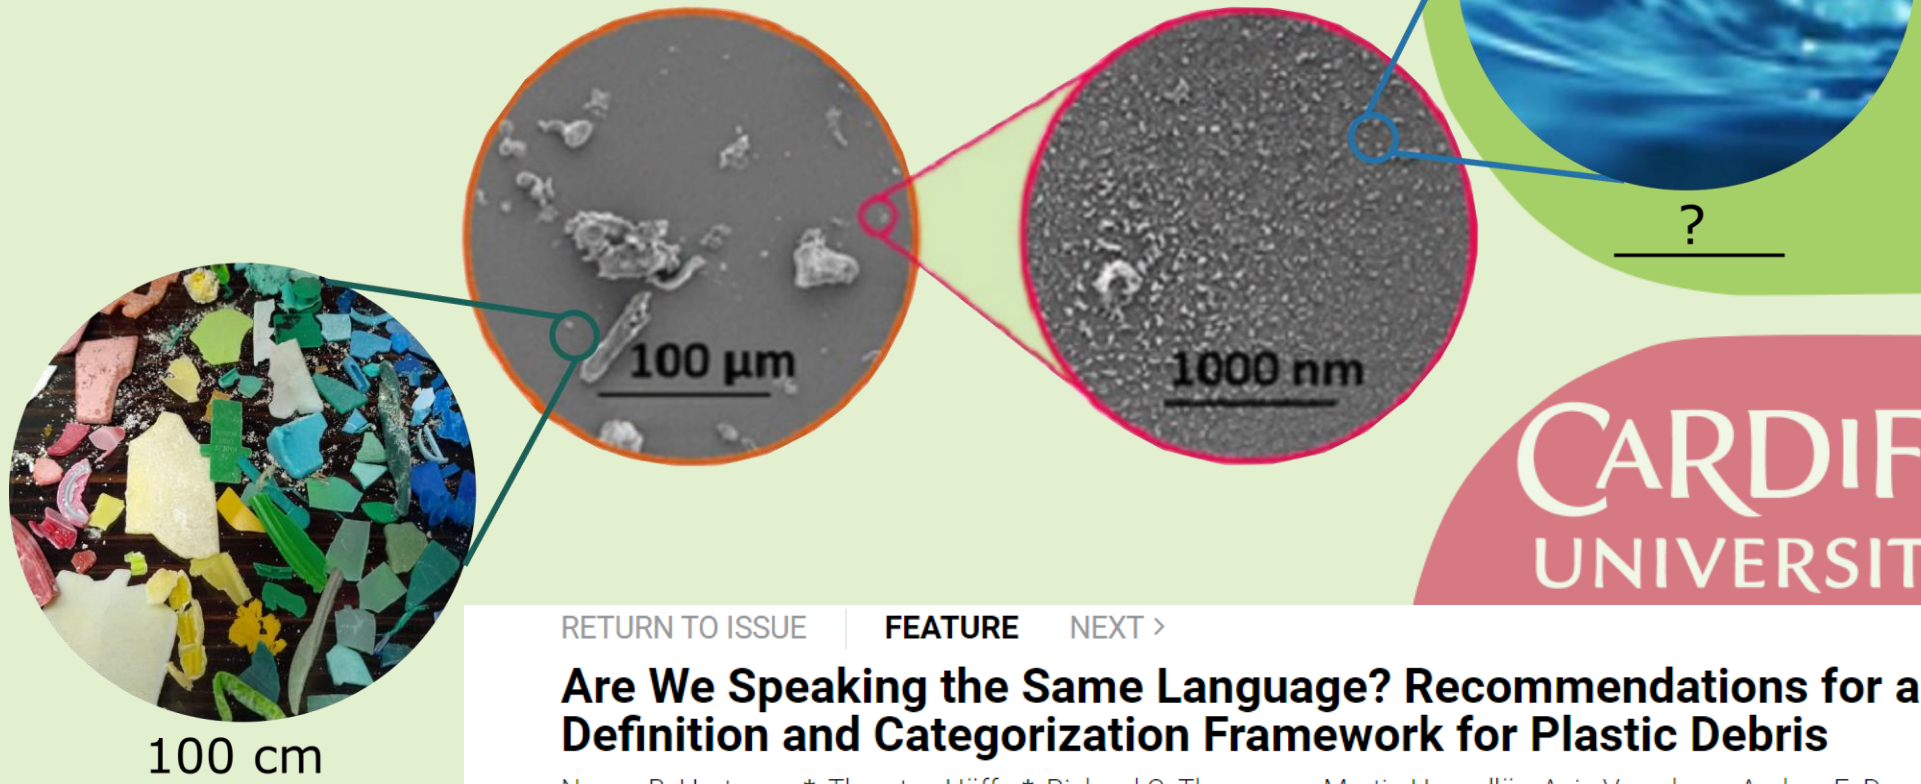 100 µm
1000 nm
?
CARDIF
UNIVERSIT
100 cm
RETURN TO ISSUE FEATURE NEXT >
Are We Speaking the Same Language? Recommendations for a
Definition and Categorization Framework for Plastic Debris